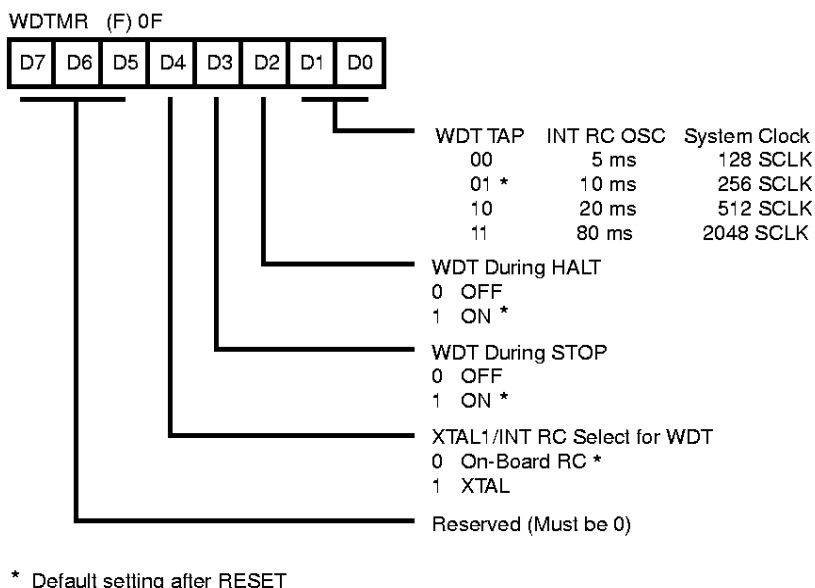 WDTMR (F) 0F
D7 D6 D5 D4 D3 D2 D1 D0
WDT TAP INT RC OSC System Clock
00 5 ms 128 SCLK
01 * 10 ms 256 SCLK
10 20 ms 512 SCLK
11 80 ms 2048 SCLK
WDT During HALT
0 OFF
1 ON *
WDT During STOP
0 OFF
1 ON *
XTAL1/INT RC Select for WDT
0 On-Board RC *
1 XTAL
Reserved (Must be 0)
* Default setting after RESET